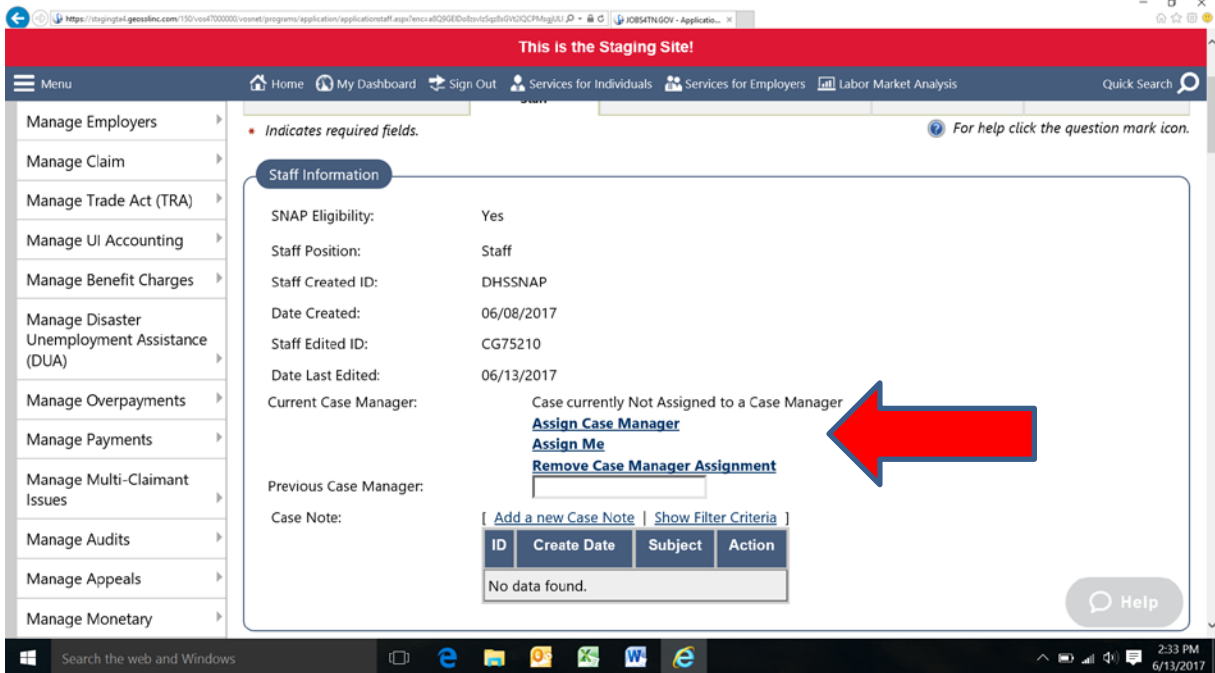 JOBS4TN.GOV - Applicatio...
This is the Staging Site!
Menu
Home My Dashboard Sign Out Services for Individuals Services for Employers Labor Market Analysis Quick Search
Staff
* Indicates required fields.
For help click the question mark icon.
Manage Employers
Manage Claim
Manage Trade Act (TRA)
Manage UI Accounting
Manage Benefit Charges
Manage Disaster
Unemployment Assistance
(DUA)
Manage Overpayments
Manage Payments
Manage Multi-Claimant
Issues
Manage Audits
Manage Appeals
Manage Monetary
Staff Information
SNAP Eligibility: Yes
Staff Position: Staff
Staff Created ID: DHSSNAP
Date Created: 06/08/2017
Staff Edited ID: CG75210
Date Last Edited: 06/13/2017
Current Case Manager: Case currently Not Assigned to a Case Manager
Assign Case Manager
Assign Me
Remove Case Manager Assignment
Previous Case Manager:
Case Note: [ Add a new Case Note | Show Filter Criteria ]
ID Create Date Subject Action
No data found.
Help
Search the web and Windows
2:33 PM
6/13/2017